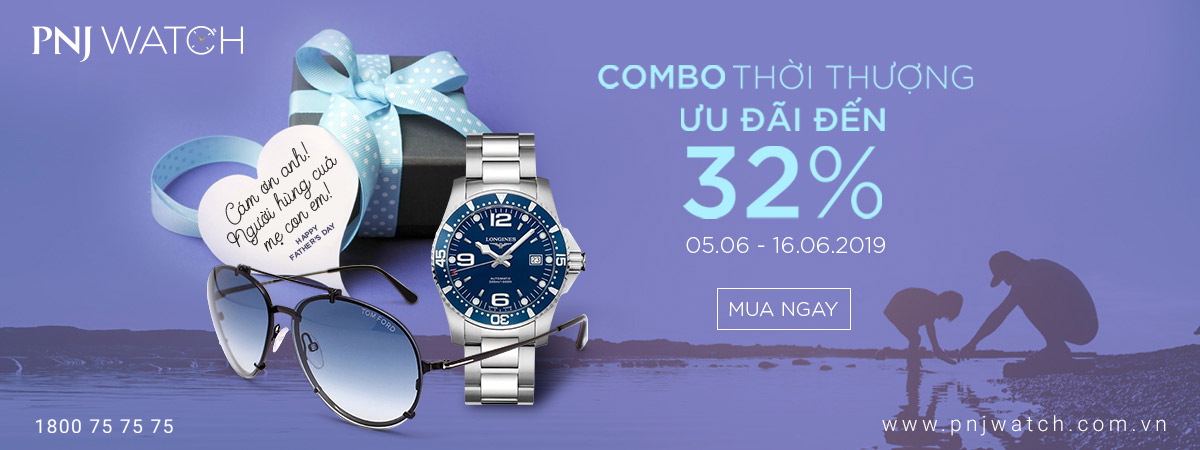 PNJ WATCH
COMBO THỜI THƯỢNG
ƯU ĐÃI ĐẾN
32%
05.06 - 16.06.2019
MUA NGAY
Cám ơn anh!
Người hùng cuả
mẹ con em!
HAPPY
FATHER'S DAY
LONGINES
AUTOMATIC
TOM FORD
1800 75 75 75
www.pnjwatch.com.vn